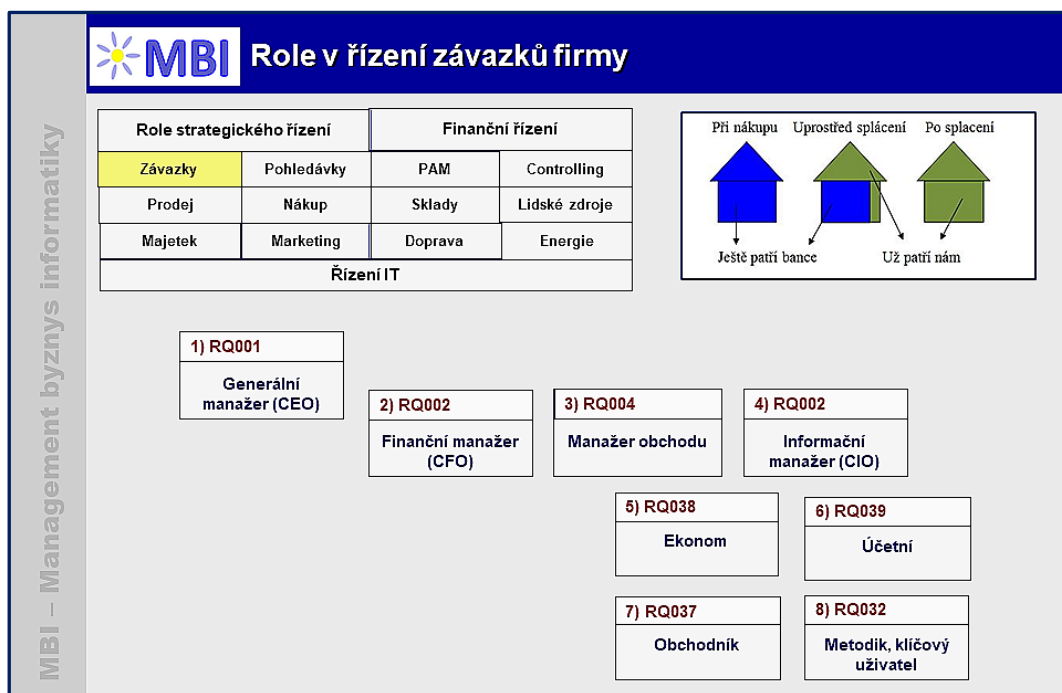 MBI
Role v řízení závazků firmy
MBI – Management byznys informatiky
Role strategického řízení
Finanční řízení
Závazky
Pohledávky
PAM
Controlling
Prodej
Nákup
Sklady
Lidské zdroje
Majetek
Marketing
Doprava
Energie
Řízení IT
Při nákupu
Uprostřed splácení
Po splacení
Ještě patří bance
Už patří nám
1) RQ001
Generální
manažer (CEO)
2) RQ002
Finanční manažer
(CFO)
3) RQ004
Manažer obchodu
4) RQ002
Informační
manažer (CIO)
5) RQ038
Ekonom
6) RQ039
Účetní
7) RQ037
Obchodník
8) RQ032
Metodik, klíčový
uživatel